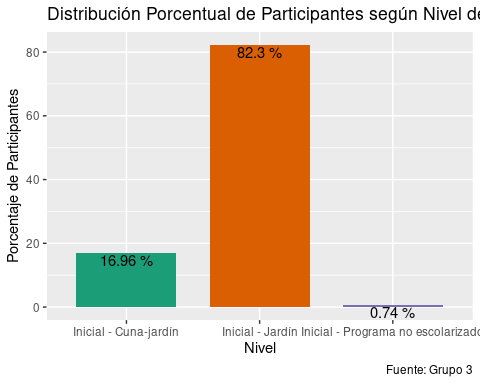 Distribución Porcentual de Participantes según Nivel de
Porcentaje de Participantes
80
60
40
20
0
16.96 %
82.3 %
0.74 %
Inicial - Cuna-jardín
Inicial - Jardín
Inicial - Programa no escolarizado
Nivel
Fuente: Grupo 3